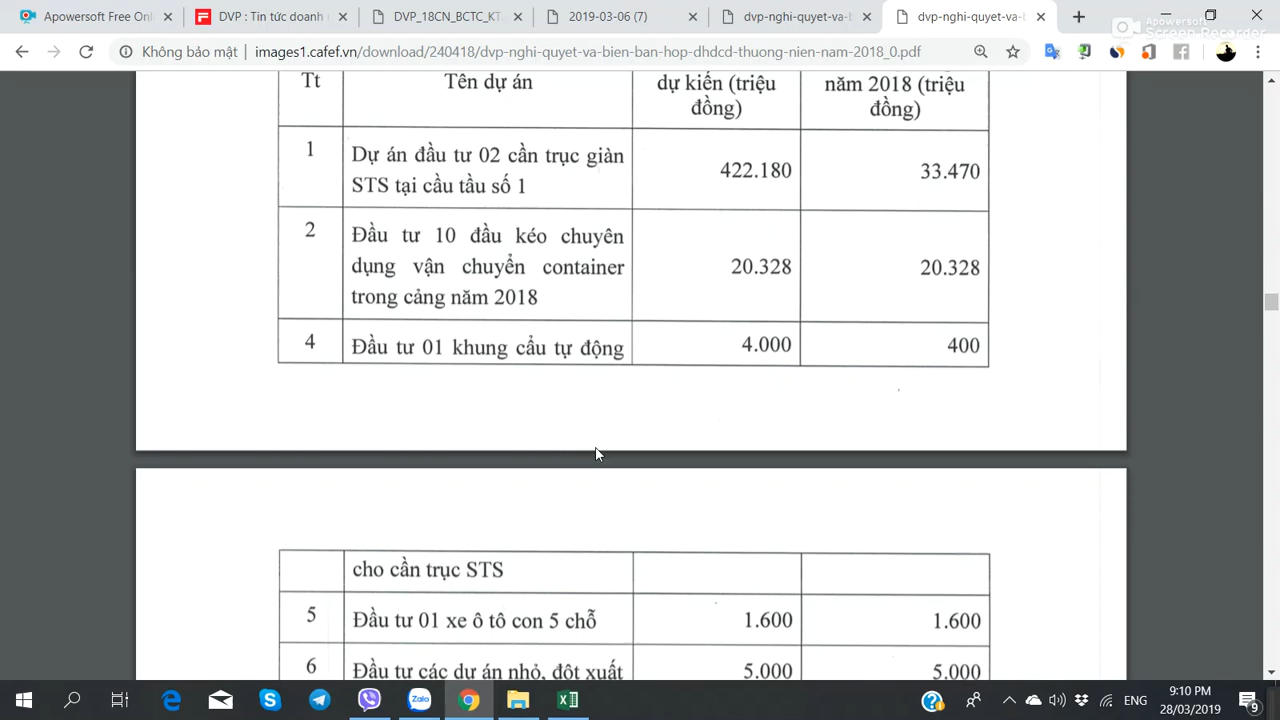 Apowersoft Free Onl
DVP : Tin tức doanh
DVP_18CN_BCTC_KT
2019-03-06 (7)
dvp-nghi-quyet-va-b
dvp-nghi-quyet-va-b
Không bảo mật
images1.cafef.vn/download/240418/dvp-nghi-quyet-va-bien-ban-hop-dhdcd-thuong-nien-nam-2018_0.pdf
Apowersoft
Screen Recorder
Tt
Tên dự án
dự kiến (triệu
đồng)
năm 2018 (triệu
đồng)
1
Dự án đầu tư 02 cần trục giàn
STS tại cầu tầu số 1
422.180
33.470
2
Đầu tư 10 đầu kéo chuyên
dụng vận chuyển container
trong cảng năm 2018
20.328
20.328
4
Đầu tư 01 khung cẩu tự động
4.000
400
cho cần trục STS
5
Đầu tư 01 xe ô tô con 5 chỗ
1.600
1.600
6
Đầu tư các dự án nhỏ, đột xuất
5.000
5.000
Zalo
ENG
9:10 PM
28/03/2019
9